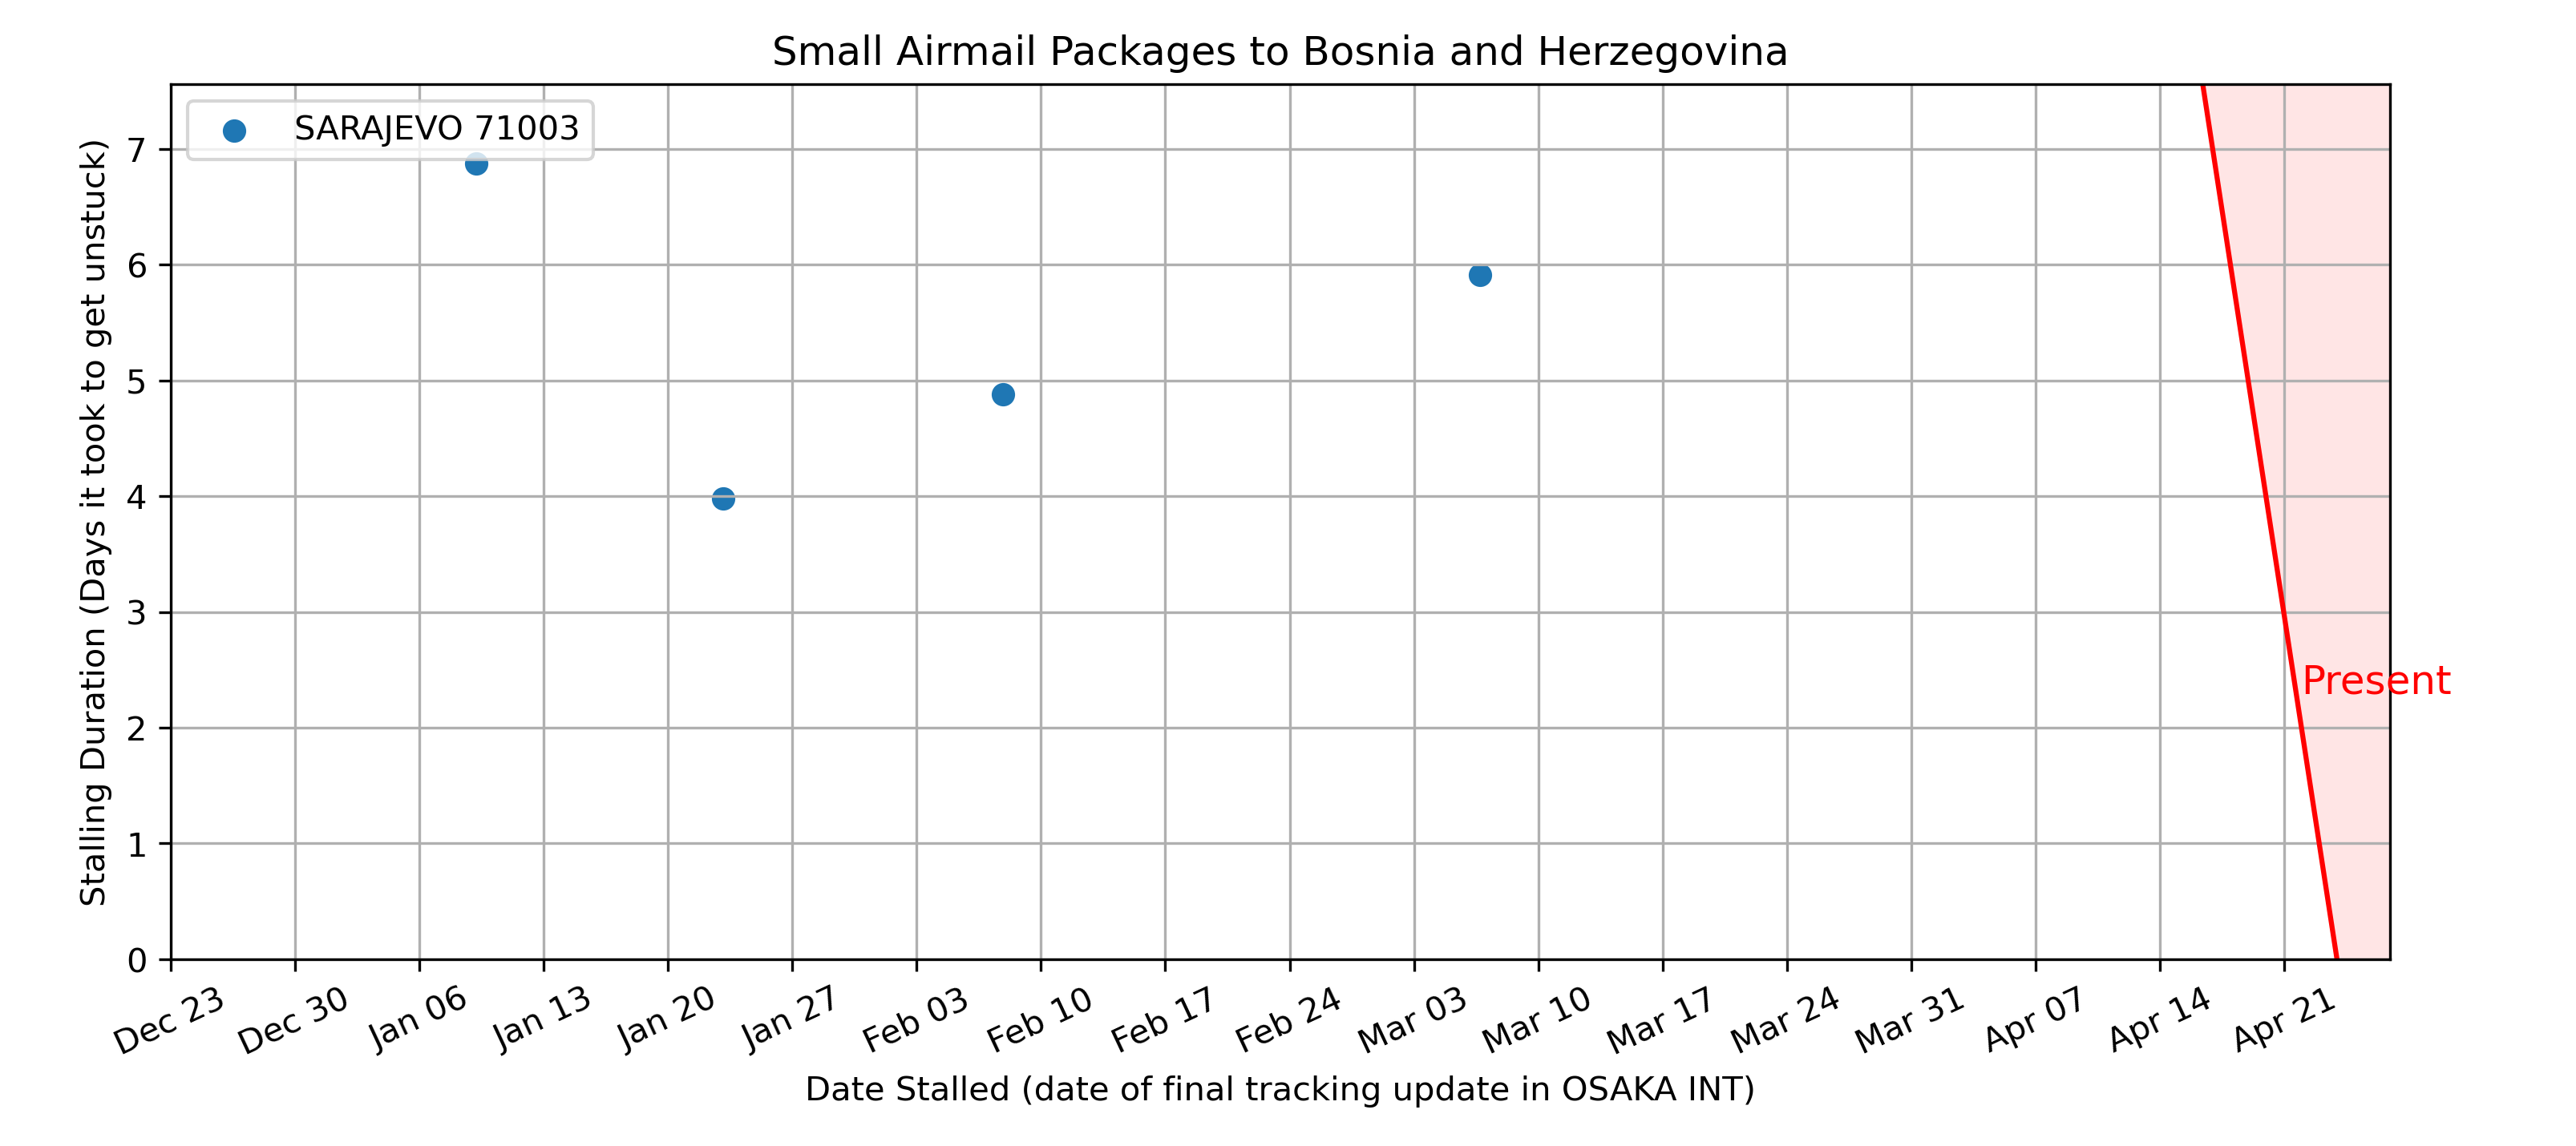 Small Airmail Packages to Bosnia and Herzegovina
SARAJEVO 71003
Stalling Duration (Days it took to get unstuck)
7
6
5
4
3
2
1
0
Present
Dec 23
Dec 30
Jan 06
Jan 13
Jan 20
Jan 27
Feb 03
Feb 10
Feb 17
Feb 24
Mar 03
Mar 10
Mar 17
Mar 24
Mar 31
Apr 07
Apr 14
Apr 21
Date Stalled (date of final tracking update in OSAKA INT)